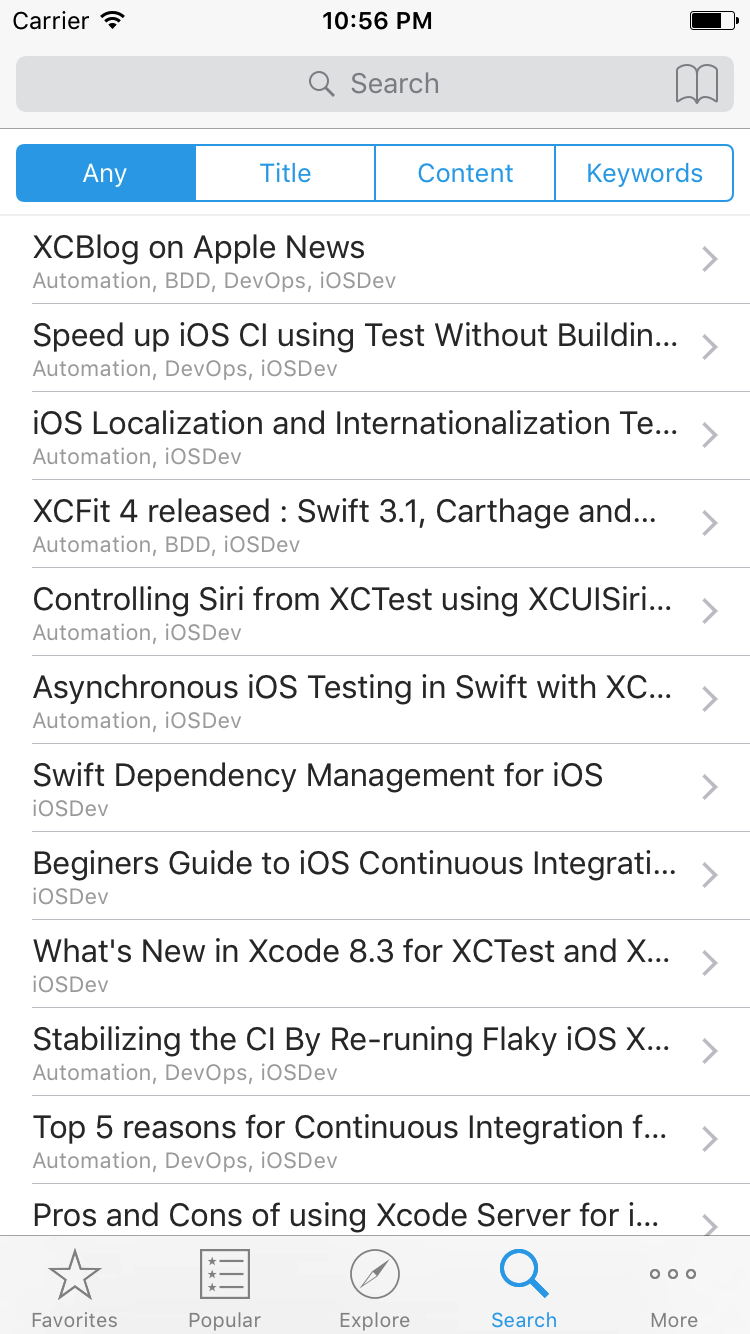 Carrier 10:56 PM
Search
Any Title Content Keywords
XCBlog on Apple News
Automation, BDD, DevOps, iOSDev
Speed up iOS CI using Test Without Buildin...
Automation, DevOps, iOSDev
iOS Localization and Internationalization Te...
Automation, iOSDev
XCFit 4 released : Swift 3.1, Carthage and...
Automation, BDD, iOSDev
Controlling Siri from XCTest using XCUISiri...
Automation, iOSDev
Asynchronous iOS Testing in Swift with XC...
Automation, iOSDev
Swift Dependency Management for iOS
iOSDev
Beginers Guide to iOS Continuous Integrati...
iOSDev
What's New in Xcode 8.3 for XCTest and X...
iOSDev
Stabilizing the CI By Re-runing Flaky iOS X...
Automation, DevOps, iOSDev
Top 5 reasons for Continuous Integration f...
Automation, DevOps, iOSDev
Pros and Cons of using Xcode Server for i...
Favorites Popular Explore Search More